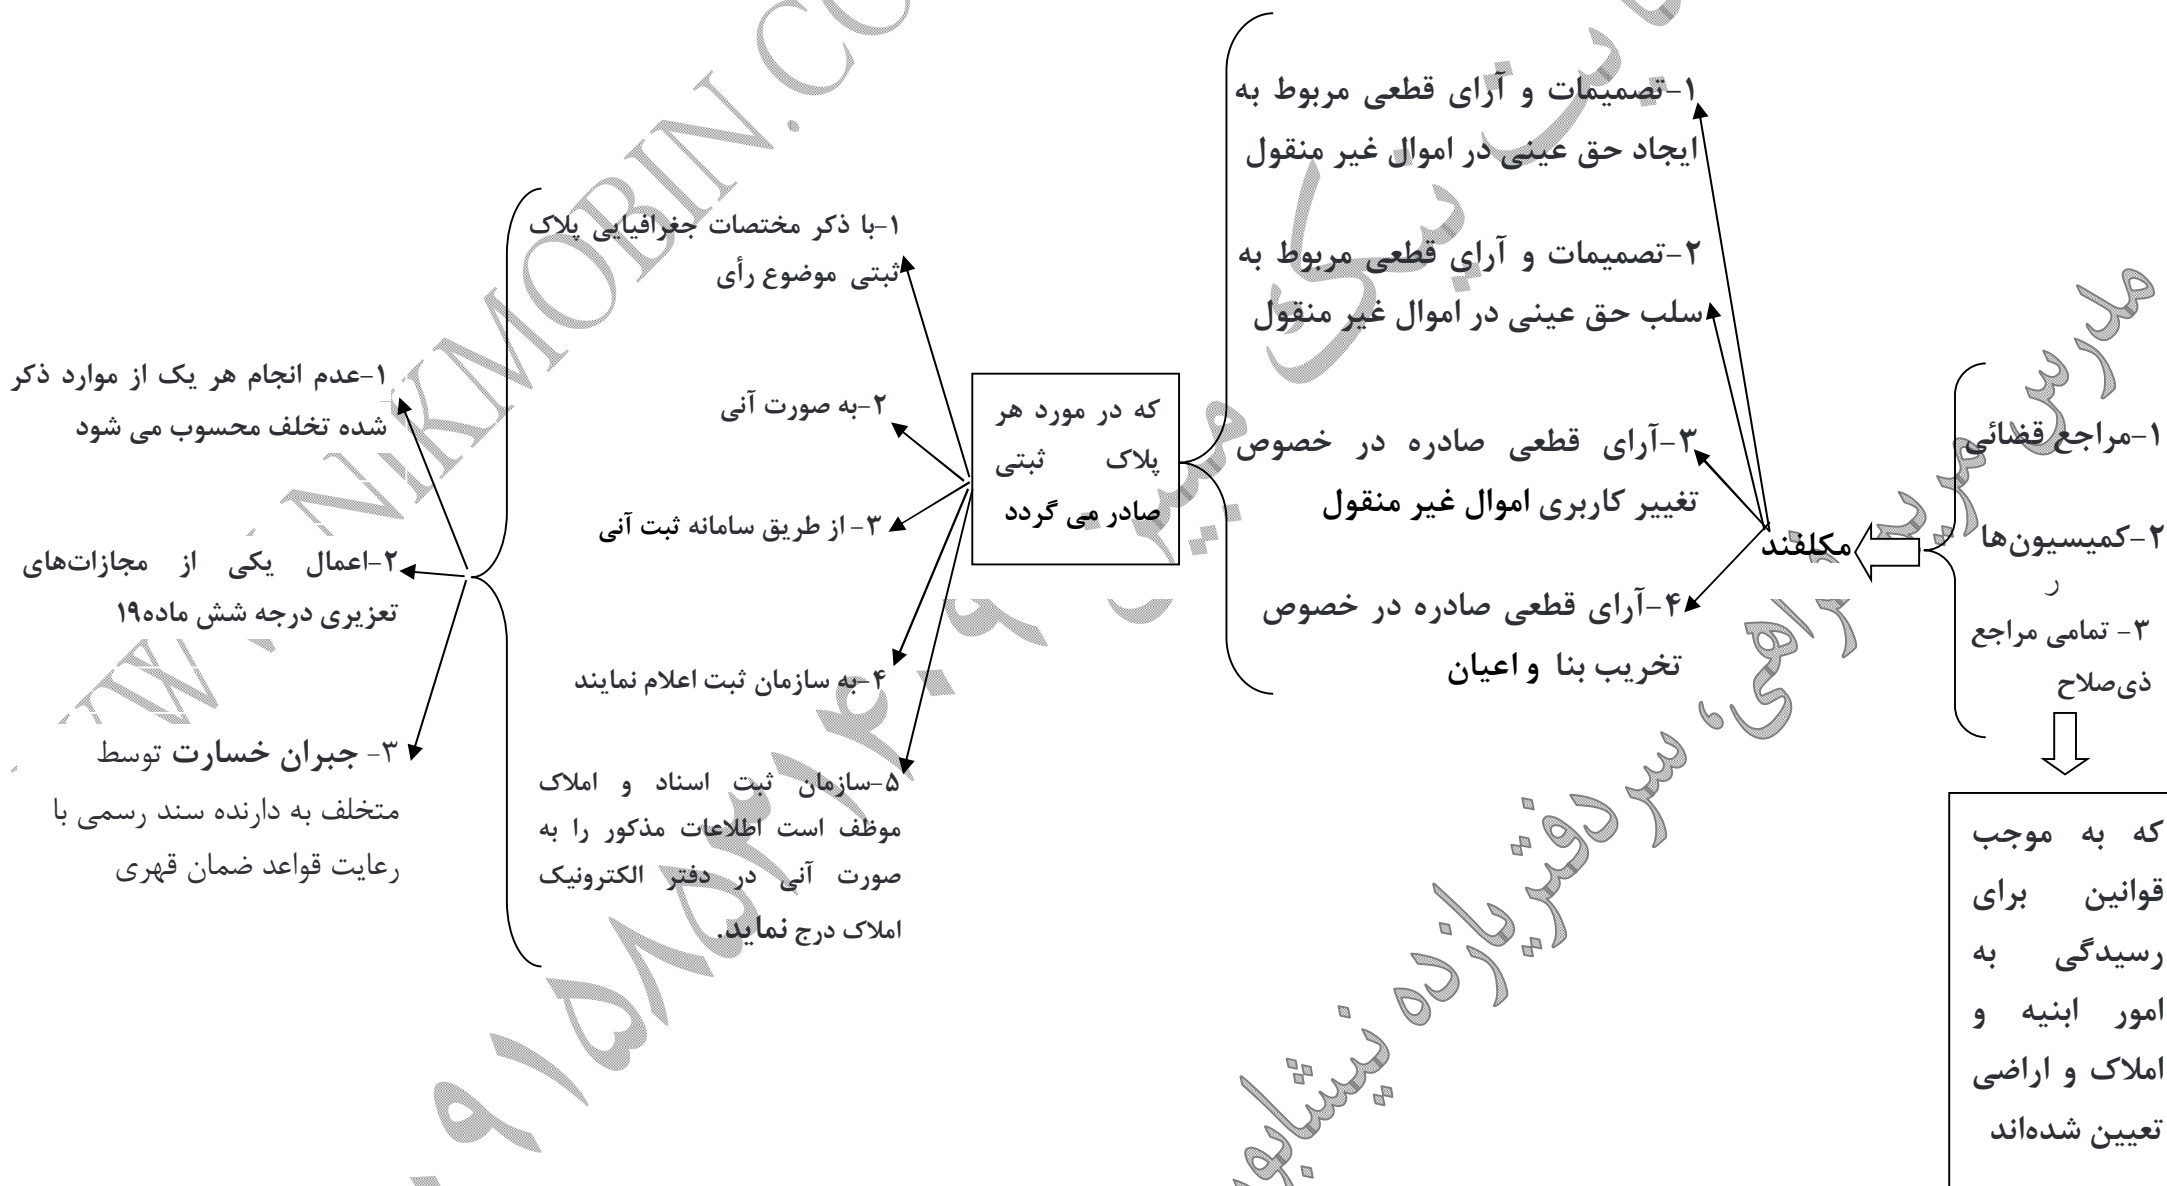 ۱-مراجع قضائی
۲-کمیسیون‌ها
ر
۳- تمامی مراجع
ذی‌صلاح
که به موجب
قوانین برای
رسیدگی به
امور ابنیه و
املاک و اراضی
تعیین شده‌اند
مکلفند
۱-تصمیمات و آرای قطعی مربوط به
ایجاد حق عینی در اموال غیر منقول
۲-تصمیمات و آرای قطعی مربوط به
سلب حق عینی در اموال غیر منقول
۳-آرای قطعی صادره در خصوص
تغییر کاربری اموال غیر منقول
۴-آرای قطعی صادره در خصوص
تخریب بنا و اعیان
که در مورد هر
پلاک ثبتی
صادر می گردد
۱-با ذکر مختصات جغرافیایی پلاک
ثبتی موضوع رأی
۲-به صورت آنی
۳- از طریق سامانه ثبت آنی
۴-به سازمان ثبت اعلام نمایند
۵-سازمان ثبت اسناد و املاک
موظف است اطلاعات مذکور را به
صورت آنی در دفتر الکترونیک
املاک درج نماید.
۱-عدم انجام هر یک از موارد ذکر
شده تخلف محسوب می شود
۲-اعمال یکی از مجازات‌های
تعزیری درجه شش ماده۱۹
۳- جبران خسارت توسط
متخلف به دارنده سند رسمی با
رعایت قواعد ضمان قهری
NIKMOBIN.CO
سردفتر یازده نیشابور